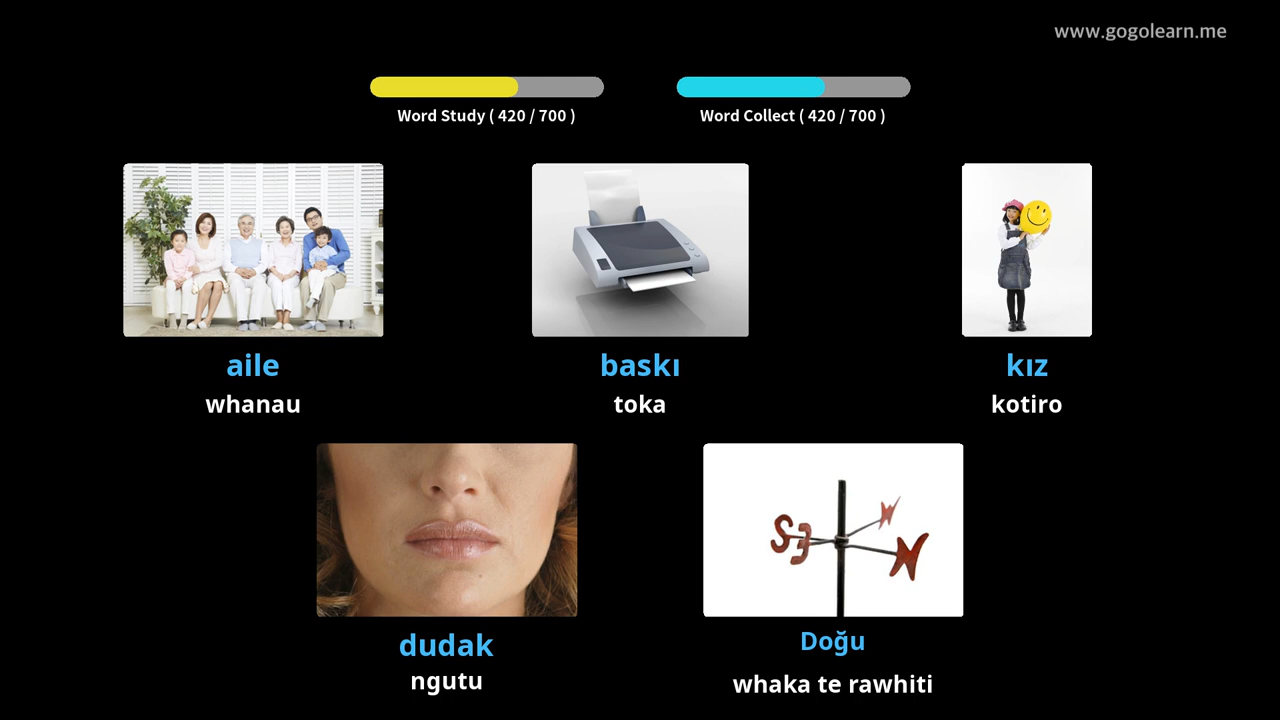 www.gogolearn.me
Word Study ( 420 / 700 )
Word Collect ( 420 / 700 )
aile
whanau
baskı
toka
kız
kotiro
dudak
ngutu
Doğu
whaka te rawhiti
S
E
N
W